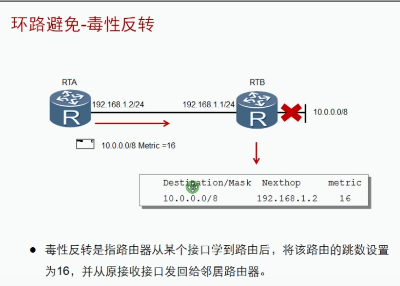 环路避免-毒性反转
RTA
RTB
192.168.1.2/24
192.168.1.1/24
10.0.0.0/8
R
R
10.0.0.0/8 Metric =16
Destination/Mask Nexthop metric
10.0.0.0/8 192.168.1.2 16
● 毒性反转是指路由器从某个接口学到路由后，将该路由的跳数设置
为16，并从原接收接口发回给邻居路由器。